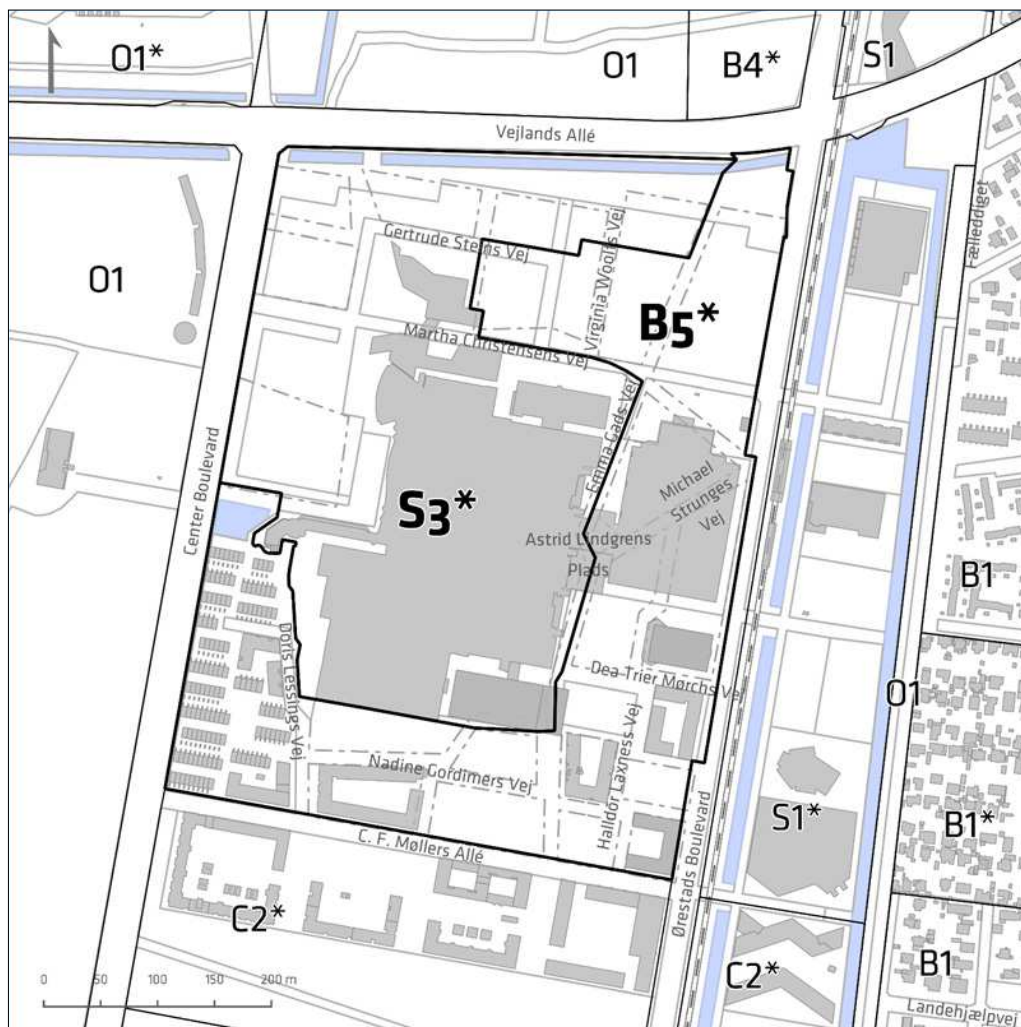 O1*
O1
B4*
S1
Vejlands Allé
Fælleddiget
Gertrude Steins Vej
Virginia Woolfs Vej
O1
B5*
Martha Christensens Vej
Emma Gads Vej
Michael
Strunges
Vej
Center Boulevard
S3*
Astrid Lindgrens
Plads
B1
Doris Lessings Vej
Dea Trier Mørchs Vej
O1
Nadine Gordimers Vej
Halldor Laxness Vej
Ørestads Boulevard
S1*
B1*
C. F. Møllers Allé
C2*
C2*
B1
0 50 100 200 m
Landehjælpvej